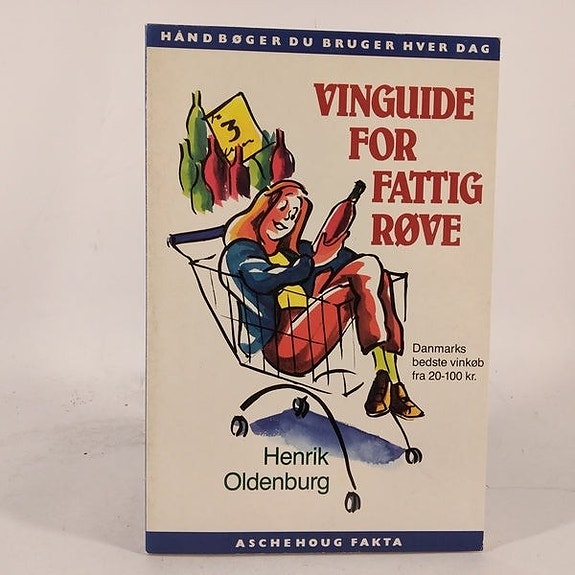 HÅNDBØGER DU BRUGER HVER DAG
VINGUIDE
FOR
FATTIG
RØVE
3
Danmarks
bedste vinkøb
fra 20-100 kr.
Henrik
Oldenburg
ASCHEHOUG FAKTA